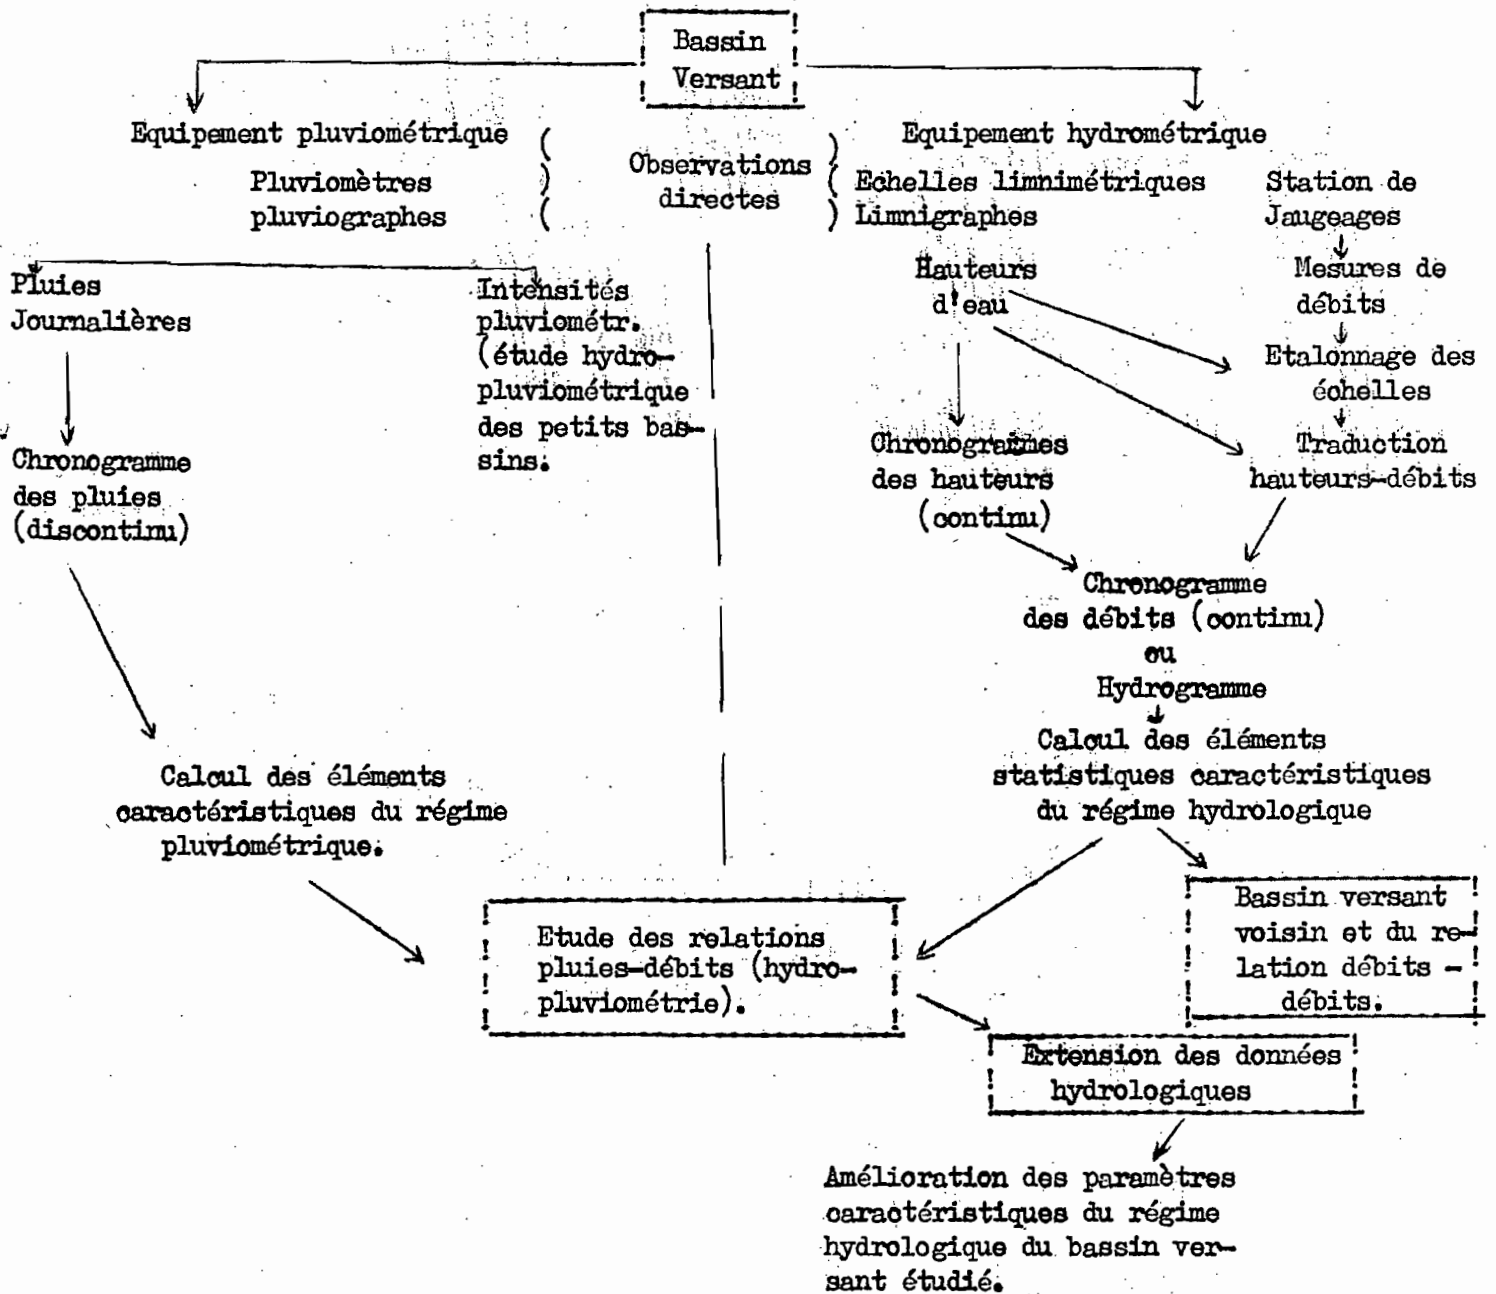 Bassin
Versant
Equipement pluviométrique
Pluviomètres
pluviographes
Observations
directes
Equipement hydrométrique
Echelles limnimétriques
Limnigraphes
Station de
Jaugeages
Pluies
Journalières
Intensités
pluviométr.
(étude hydro-
pluviométrique
des petits bas-
sins.
Hauteurs
d'eau
Mesures de
débits
Etalonnage des
échelles
Chronogramme
des pluies
(discontinu)
Chronogrammes
des hauteurs
(continu)
Traduction
hauteurs-débits
Chronogramme
des débits (continu)
ou
Hydrogramme
Calcul des éléments
caractéristiques du régime
pluviométrique.
Calcul des éléments
statistiques caractéristiques
du régime hydrologique
Etude des relations
pluies-débits (hydro-
pluviométrie).
Bassin versant
voisin et du re-
lation débits -
débits.
Extension des données
hydrologiques
Amélioration des paramètres
caractéristiques du régime
hydrologique du bassin ver-
sant étudié.